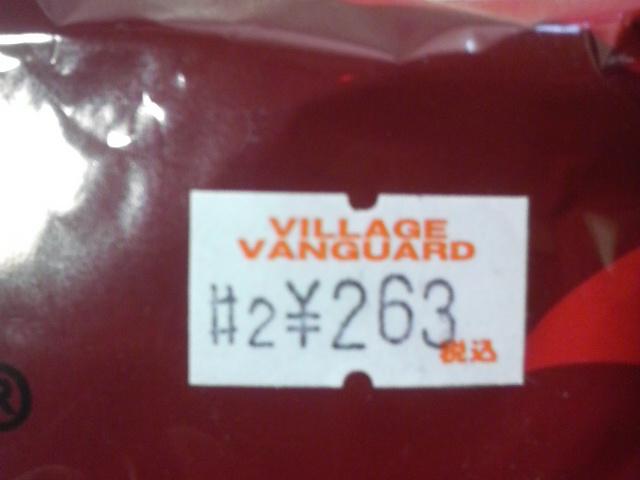 VILLAGE
VANGUARD
#2¥263
税込
®